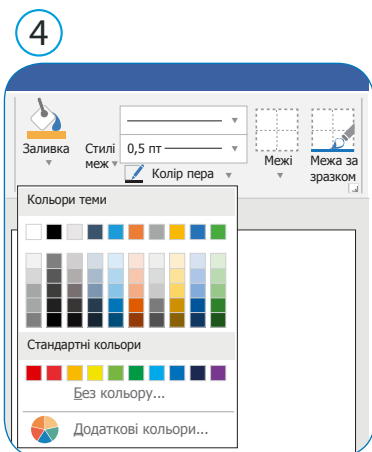 4
Заливка
Стилі
меж
0,5 пт
Колір пера
Межі
Межа за
зразком
Кольори теми
Стандартні кольори
Без кольору...
Додаткові кольори...